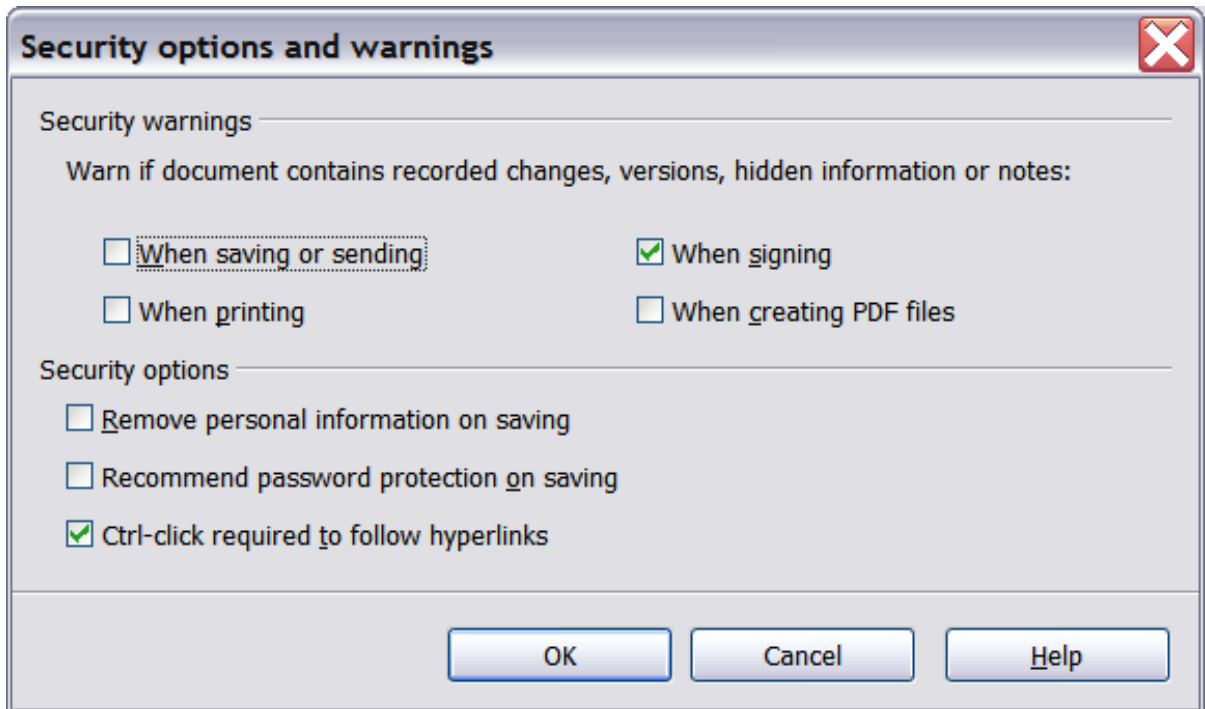 Security options and warnings
Security warnings
Warn if document contains recorded changes, versions, hidden information or notes:
When saving or sending
When signing
When printing
When creating PDF files
Security options
Remove personal information on saving
Recommend password protection on saving
Ctrl-click required to follow hyperlinks
OK
Cancel
Help